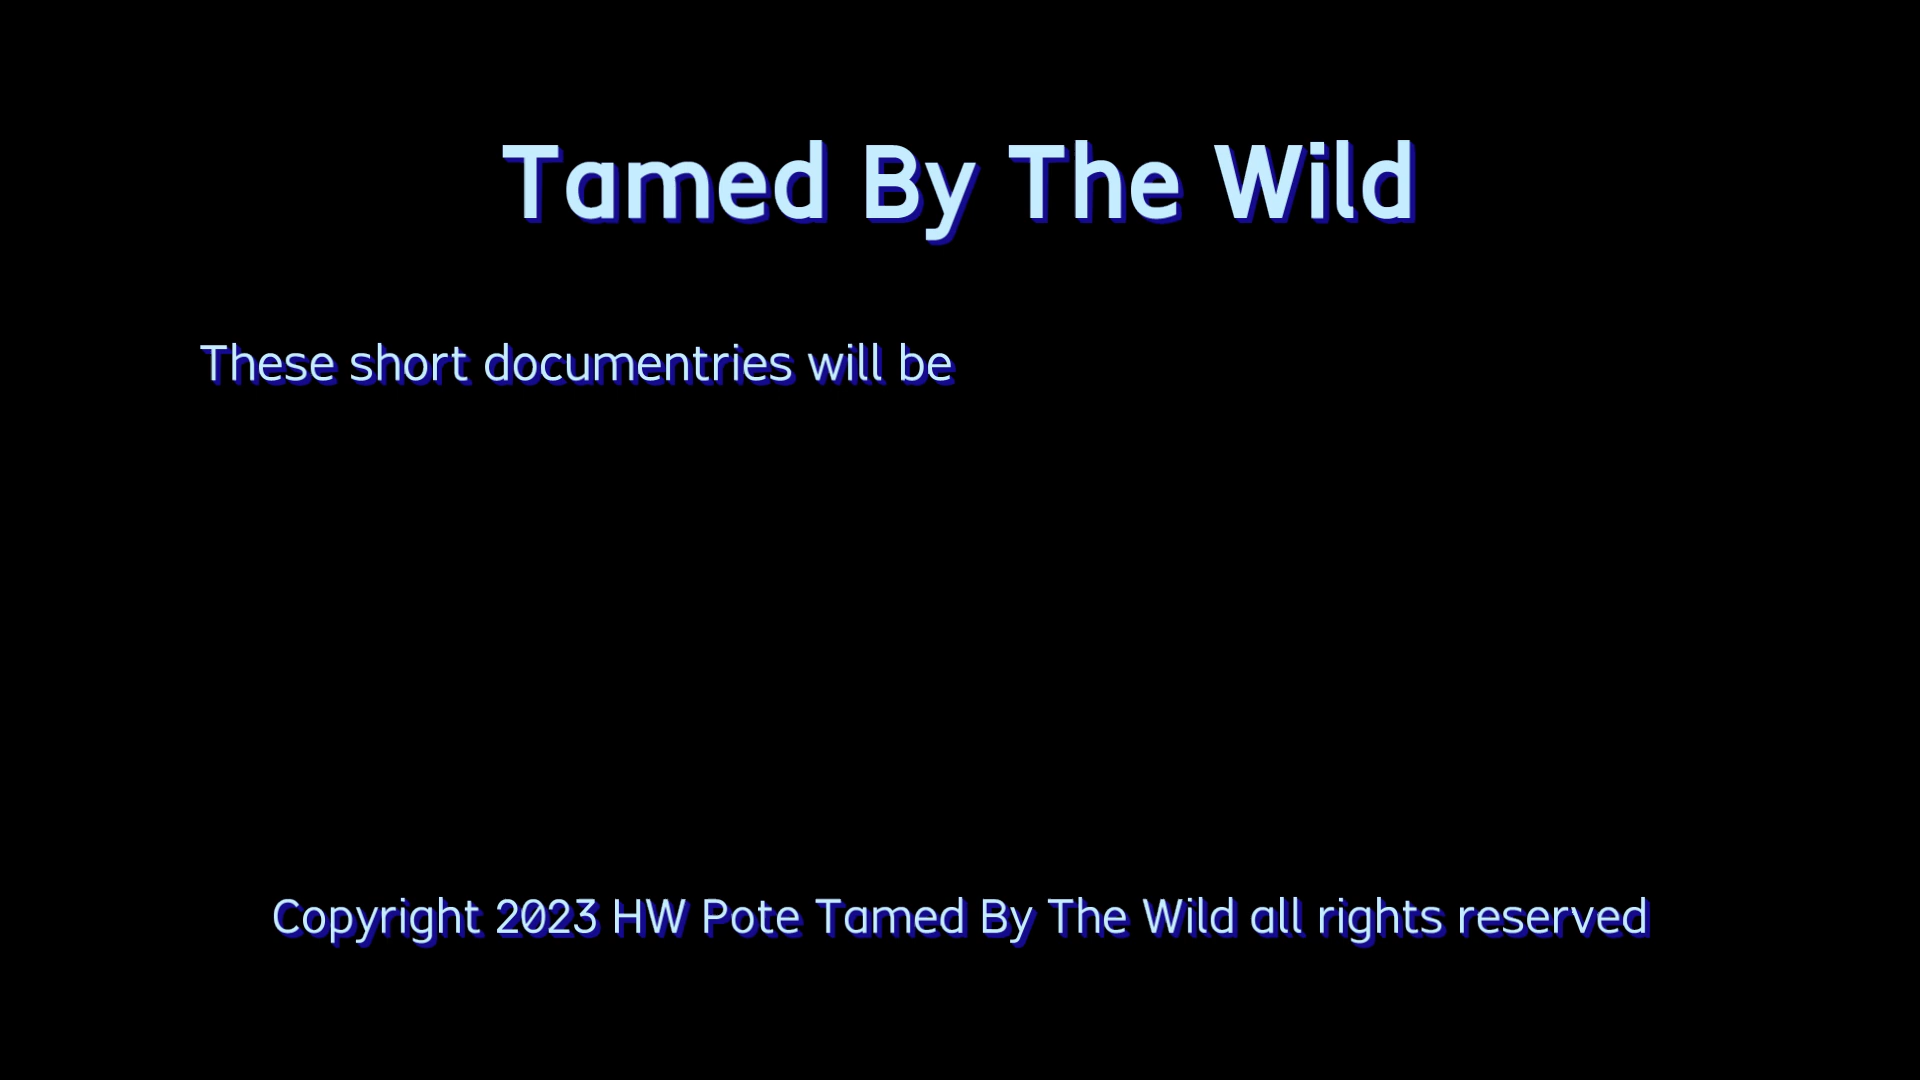 Tamed By The Wild
These short documentries will be
Copyright 2023 HW Pote Tamed By The Wild all rights reserved